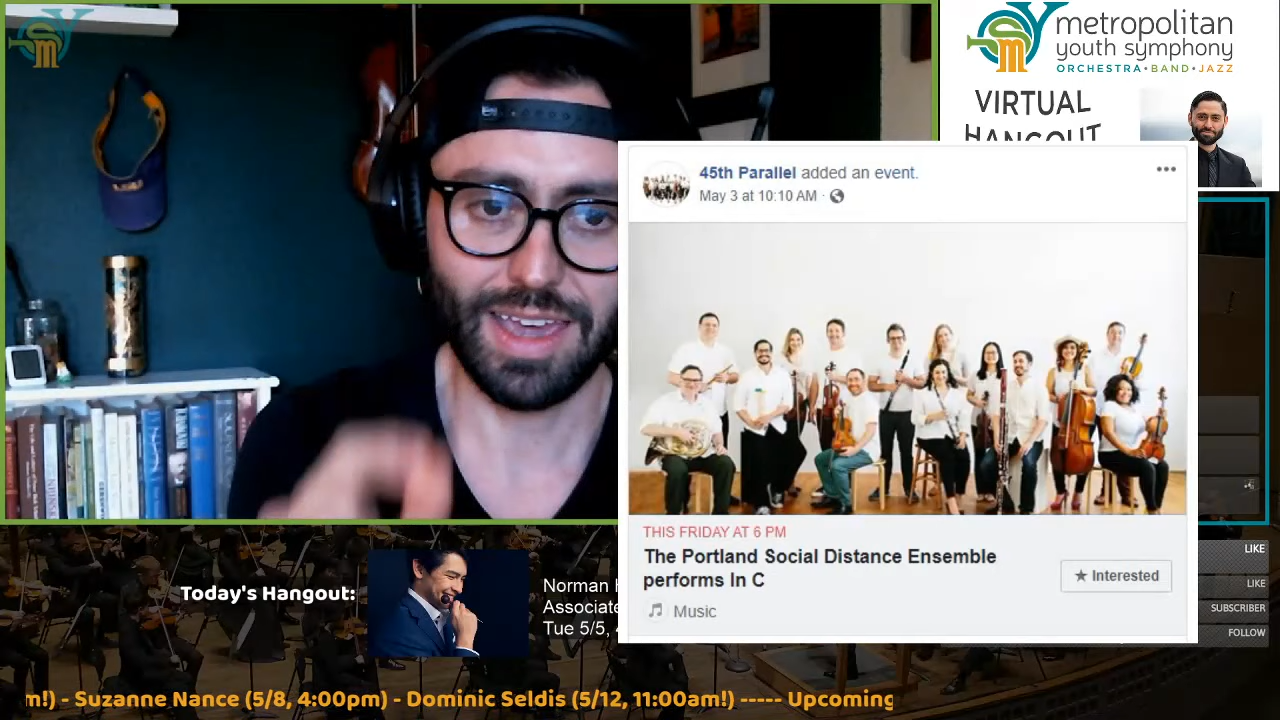 metropolitan
youth symphony
ORCHESTRA • BAND • JAZZ
VIRTUAL
HANGOUT
45th Parallel added an event.
May 3 at 10:10 AM ·
THIS FRIDAY AT 6 PM
The Portland Social Distance Ensemble
performs In C
★ Interested
Music
Today's Hangout:
Norman
Associate
Tue 5/5,
LIKE
LIKE
SUBSCRIBER
FOLLOW
m!) - Suzanne Nance (5/8, 4:00pm) - Dominic Seldis (5/12, 11:00am!) ----- Upcoming